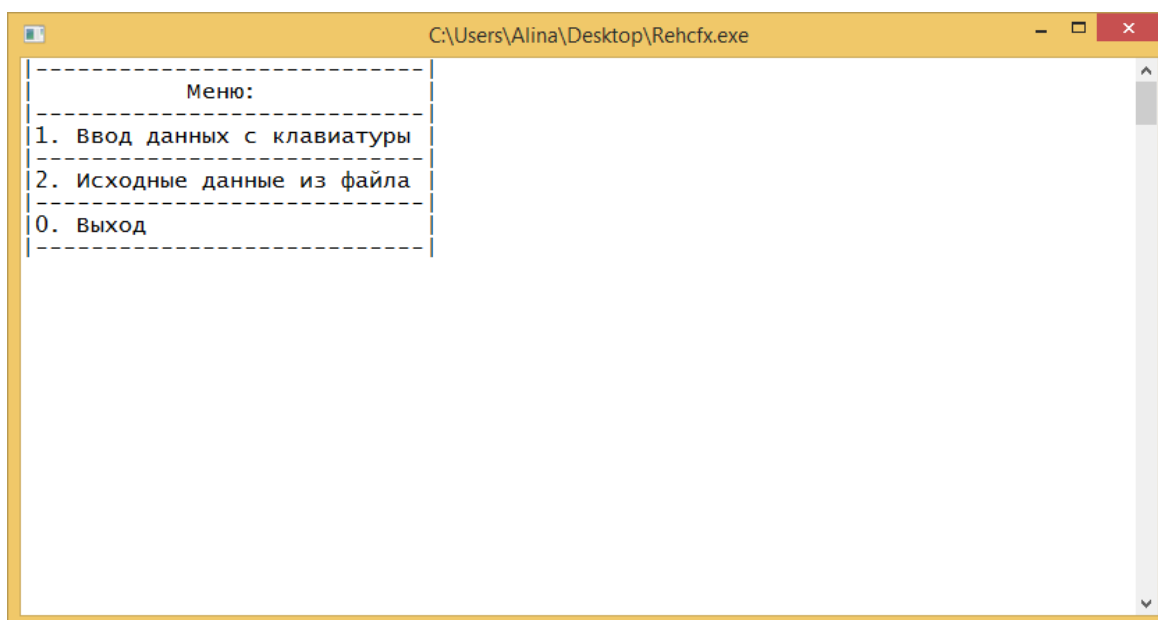 C:\Users\Alina\Desktop\Rehcfx.exe
|----------------------------|
| Меню: |
|----------------------------|
|1. Ввод данных с клавиатуры |
|----------------------------|
|2. Исходные данные из файла |
|----------------------------|
|0. Выход |
|----------------------------|